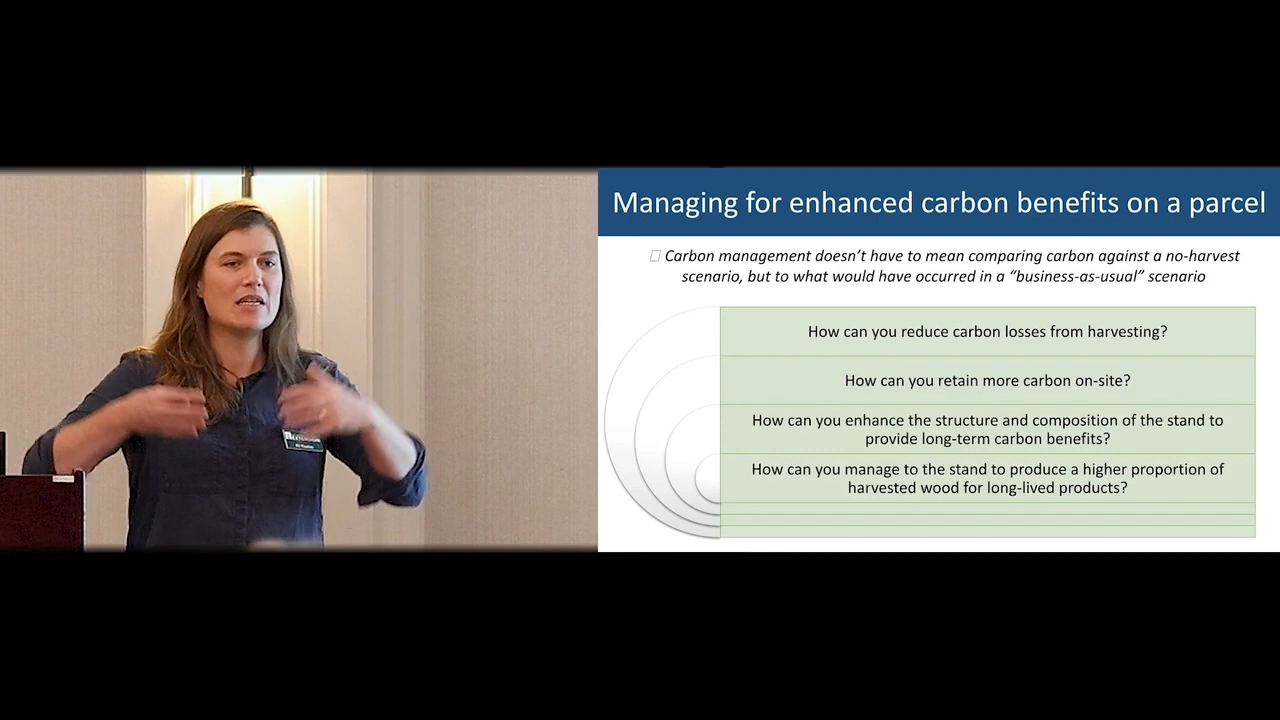 Managing for enhanced carbon benefits on a parcel
Carbon management doesn’t have to mean comparing carbon against a no-harvest
scenario, but to what would have occurred in a “business-as-usual” scenario
How can you reduce carbon losses from harvesting?
How can you retain more carbon on-site?
How can you enhance the structure and composition of the stand to
provide long-term carbon benefits?
How can you manage to the stand to produce a higher proportion of
harvested wood for long-lived products?